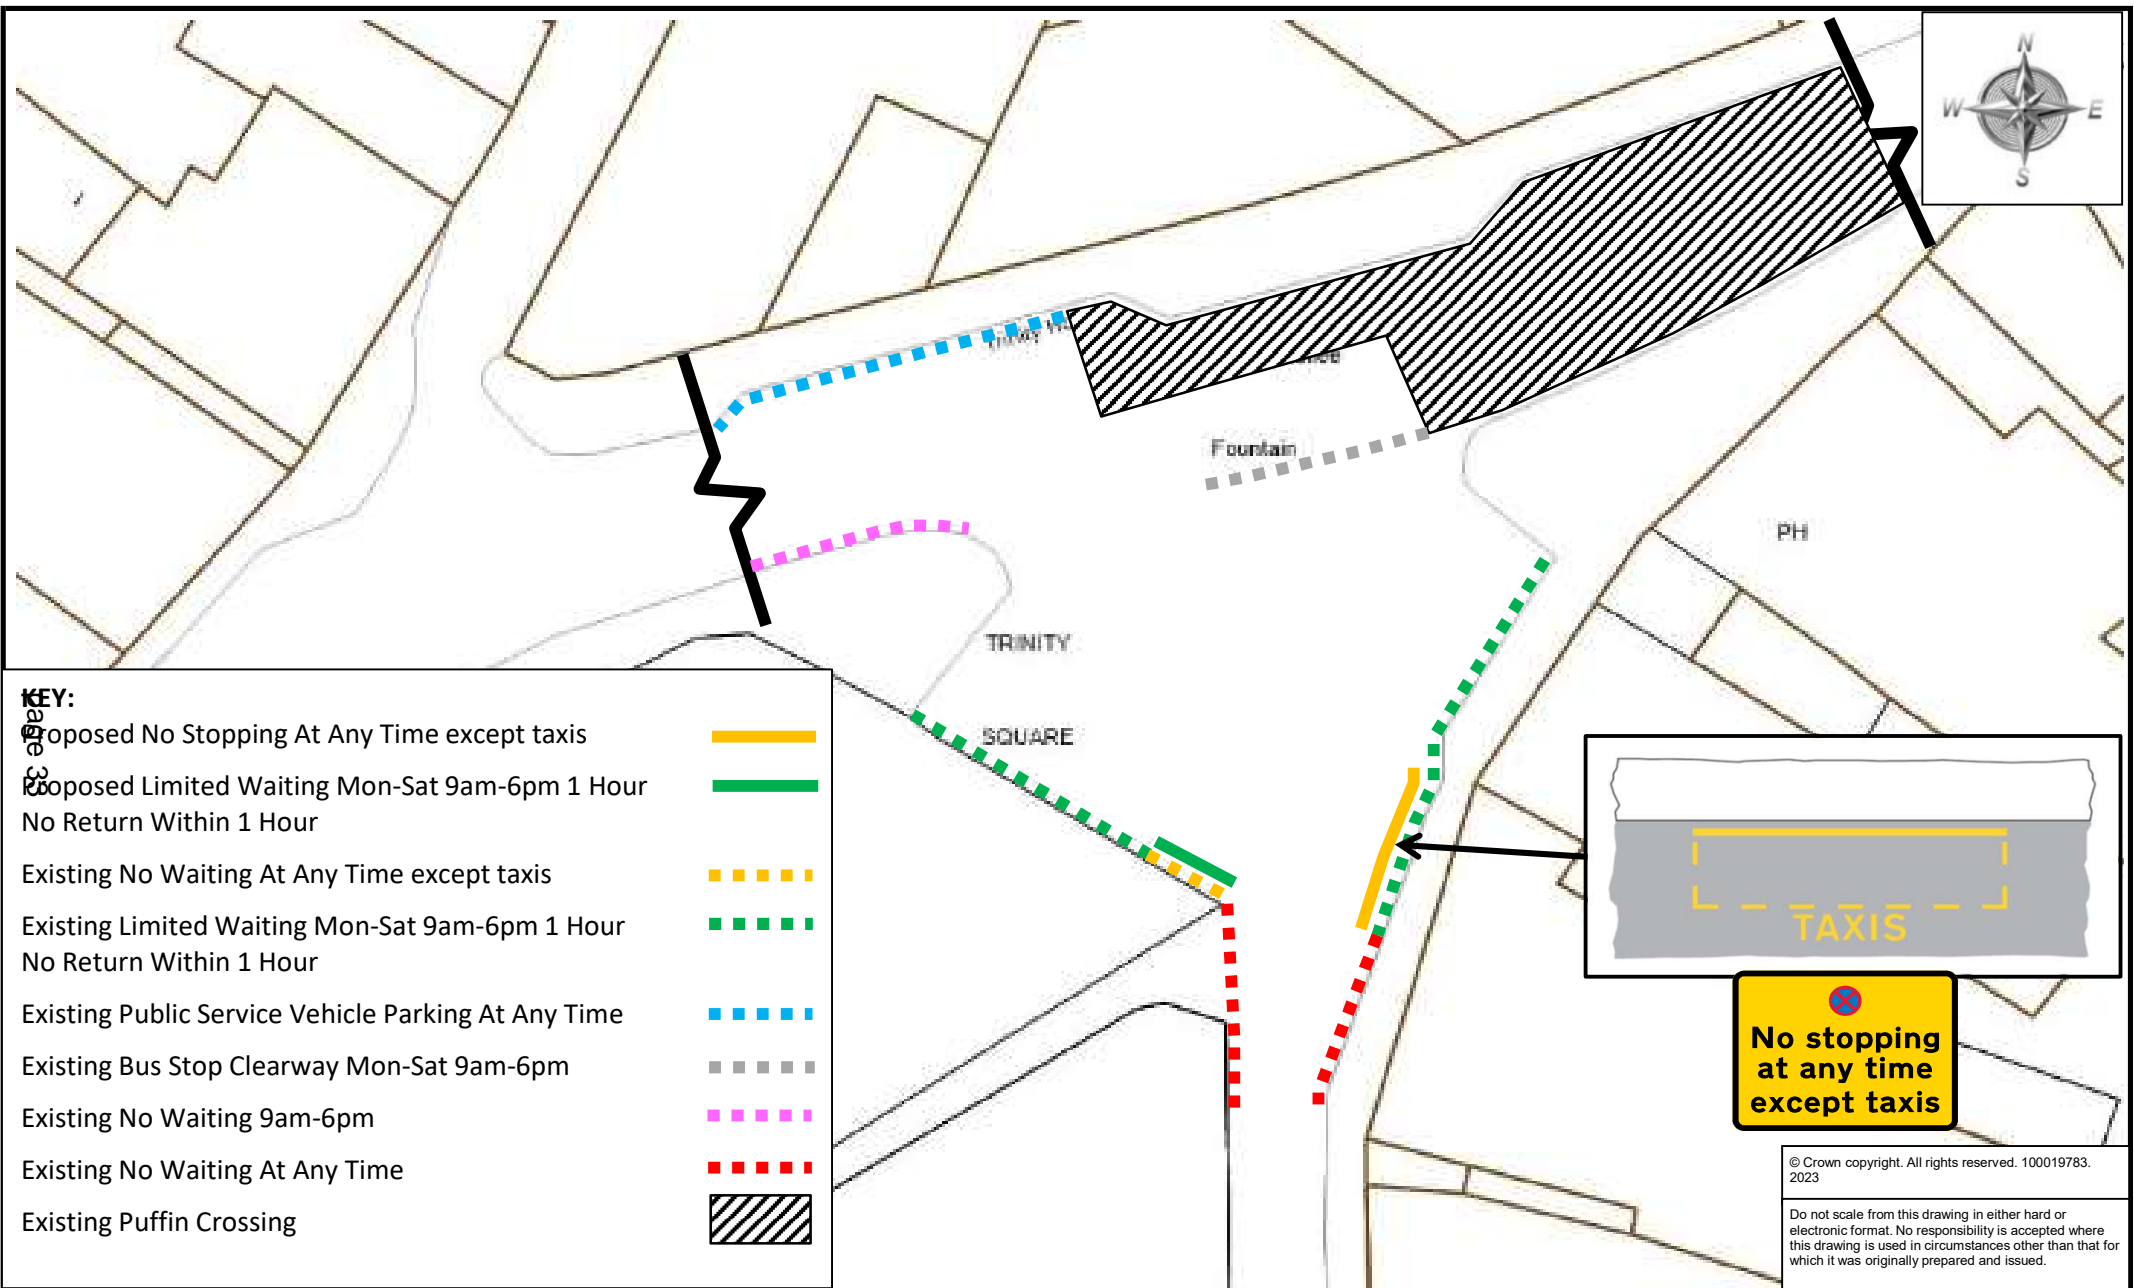 N
W E
S
Fountain
PH
TRINITY
SQUARE
KEY:
Page 33
Proposed No Stopping At Any Time except taxis
Proposed Limited Waiting Mon-Sat 9am-6pm 1 Hour
No Return Within 1 Hour
Existing No Waiting At Any Time except taxis
Existing Limited Waiting Mon-Sat 9am-6pm 1 Hour
No Return Within 1 Hour
Existing Public Service Vehicle Parking At Any Time
Existing Bus Stop Clearway Mon-Sat 9am-6pm
Existing No Waiting 9am-6pm
Existing No Waiting At Any Time
Existing Puffin Crossing
TAXIS
No stopping
at any time
except taxis
© Crown copyright. All rights reserved. 100019783.
2023
Do not scale from this drawing in either hard or
electronic format. No responsibility is accepted where
this drawing is used in circumstances other than that for
which it was originally prepared and issued.